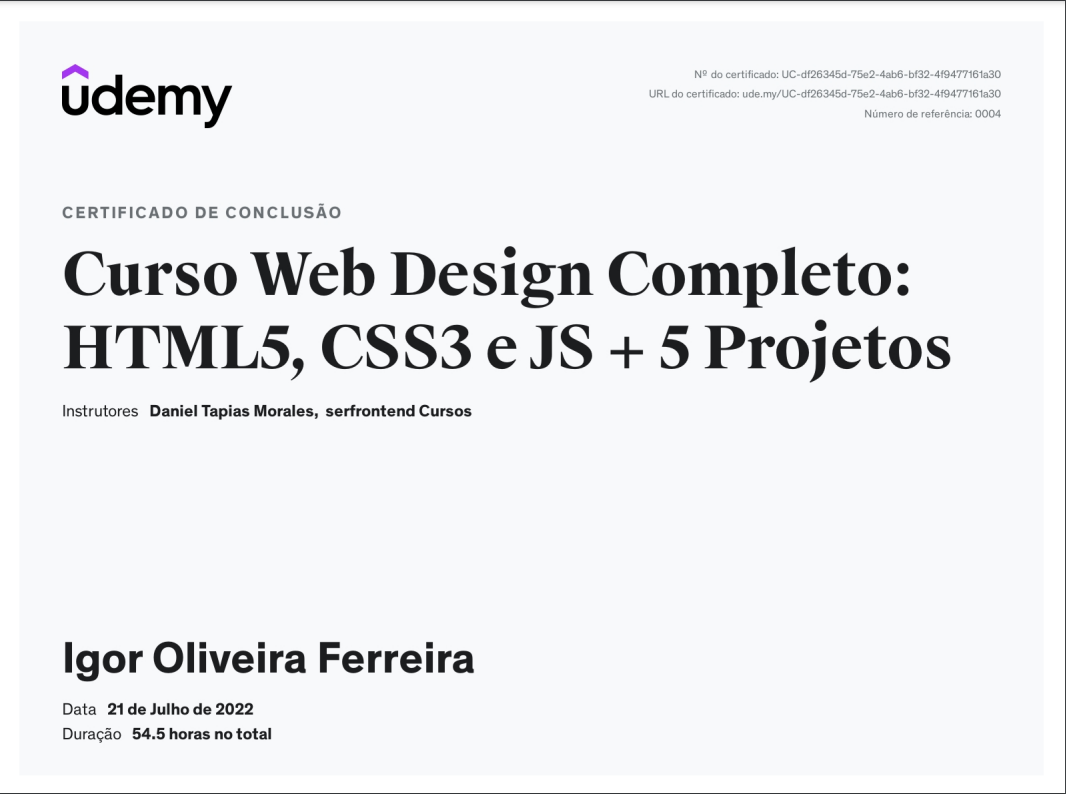 udemy
Nº do certificado: UC-df26345d-75e2-4ab6-bf32-4f9477161a30
URL do certificado: ude.my/UC-df26345d-75e2-4ab6-bf32-4f9477161a30
Número de referência: 0004
CERTIFICADO DE CONCLUSÃO
Curso Web Design Completo:
HTML5, CSS3 e JS + 5 Projetos
Instrutores Daniel Tapias Morales, serfrontend Cursos
Igor Oliveira Ferreira
Data 21 de Julho de 2022
Duração 54.5 horas no total